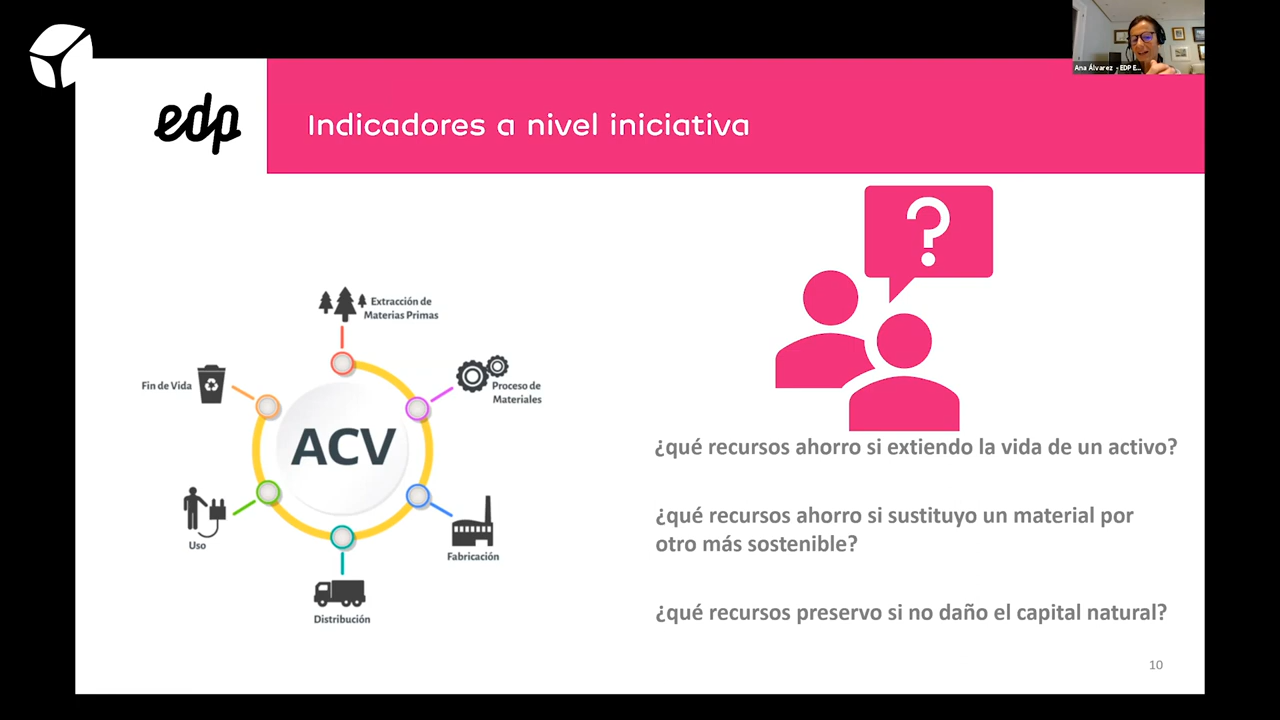 Ana Álvarez - EDP E...
edp
Indicadores a nivel iniciativa
?
Extracción de
Materias Primas
Proceso de
Materiales
Fabricación
Distribución
Uso
Fin de Vida
ACV
¿qué recursos ahorro si extiendo la vida de un activo?
¿qué recursos ahorro si sustituyo un material por
otro más sostenible?
¿qué recursos preservo si no daño el capital natural?
10